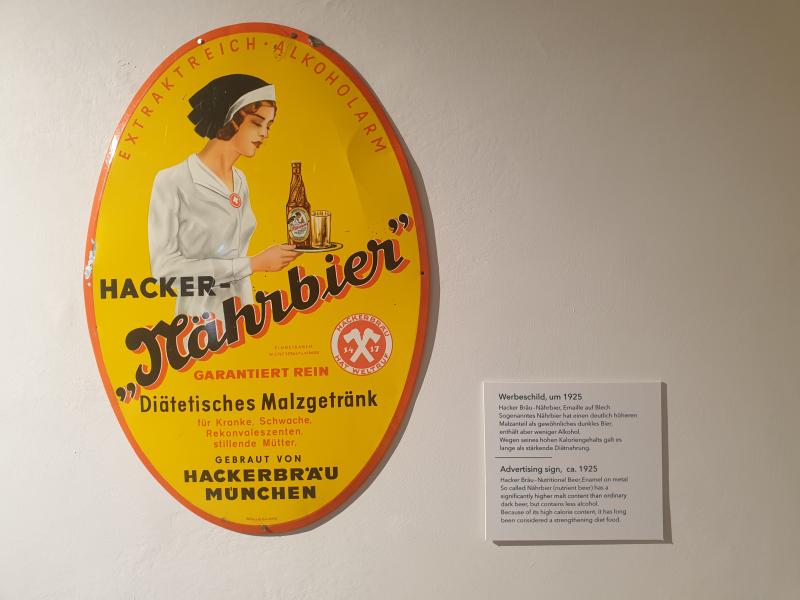 EXTRAKTREICH · ALKOHOLARM
HACKER-
„Nährbier”
HACKERBRÄU
1417
HAT WELTRUF
GARANTIERT REIN
Diätetisches Malzgetränk
für Kranke, Schwache,
Rekonvaleszenten,
stillende Mütter.
GEBRAUT VON
HACKERBRÄU
MÜNCHEN
Werbeschild, um 1925
Hacker Bräu-Nährbier, Emaille auf Blech
Sogenanntes Nährbier hat einen deutlich höheren
Malzanteil als gewöhnliches dunkles Bier,
enthält aber weniger Alkohol.
Wegen seines hohen Kaloriengehalts galt es
lange als stärkende Diätnahrung.
Advertising sign, ca. 1925
Hacker Bräu-Nutritional Beer,Enamel on metal
So called Nährbier (nutrient beer) has a
significantly higher malt content than ordinary
dark beer, but contains less alcohol.
Because of its high calorie content, it has long
been considered a strengthening diet food.